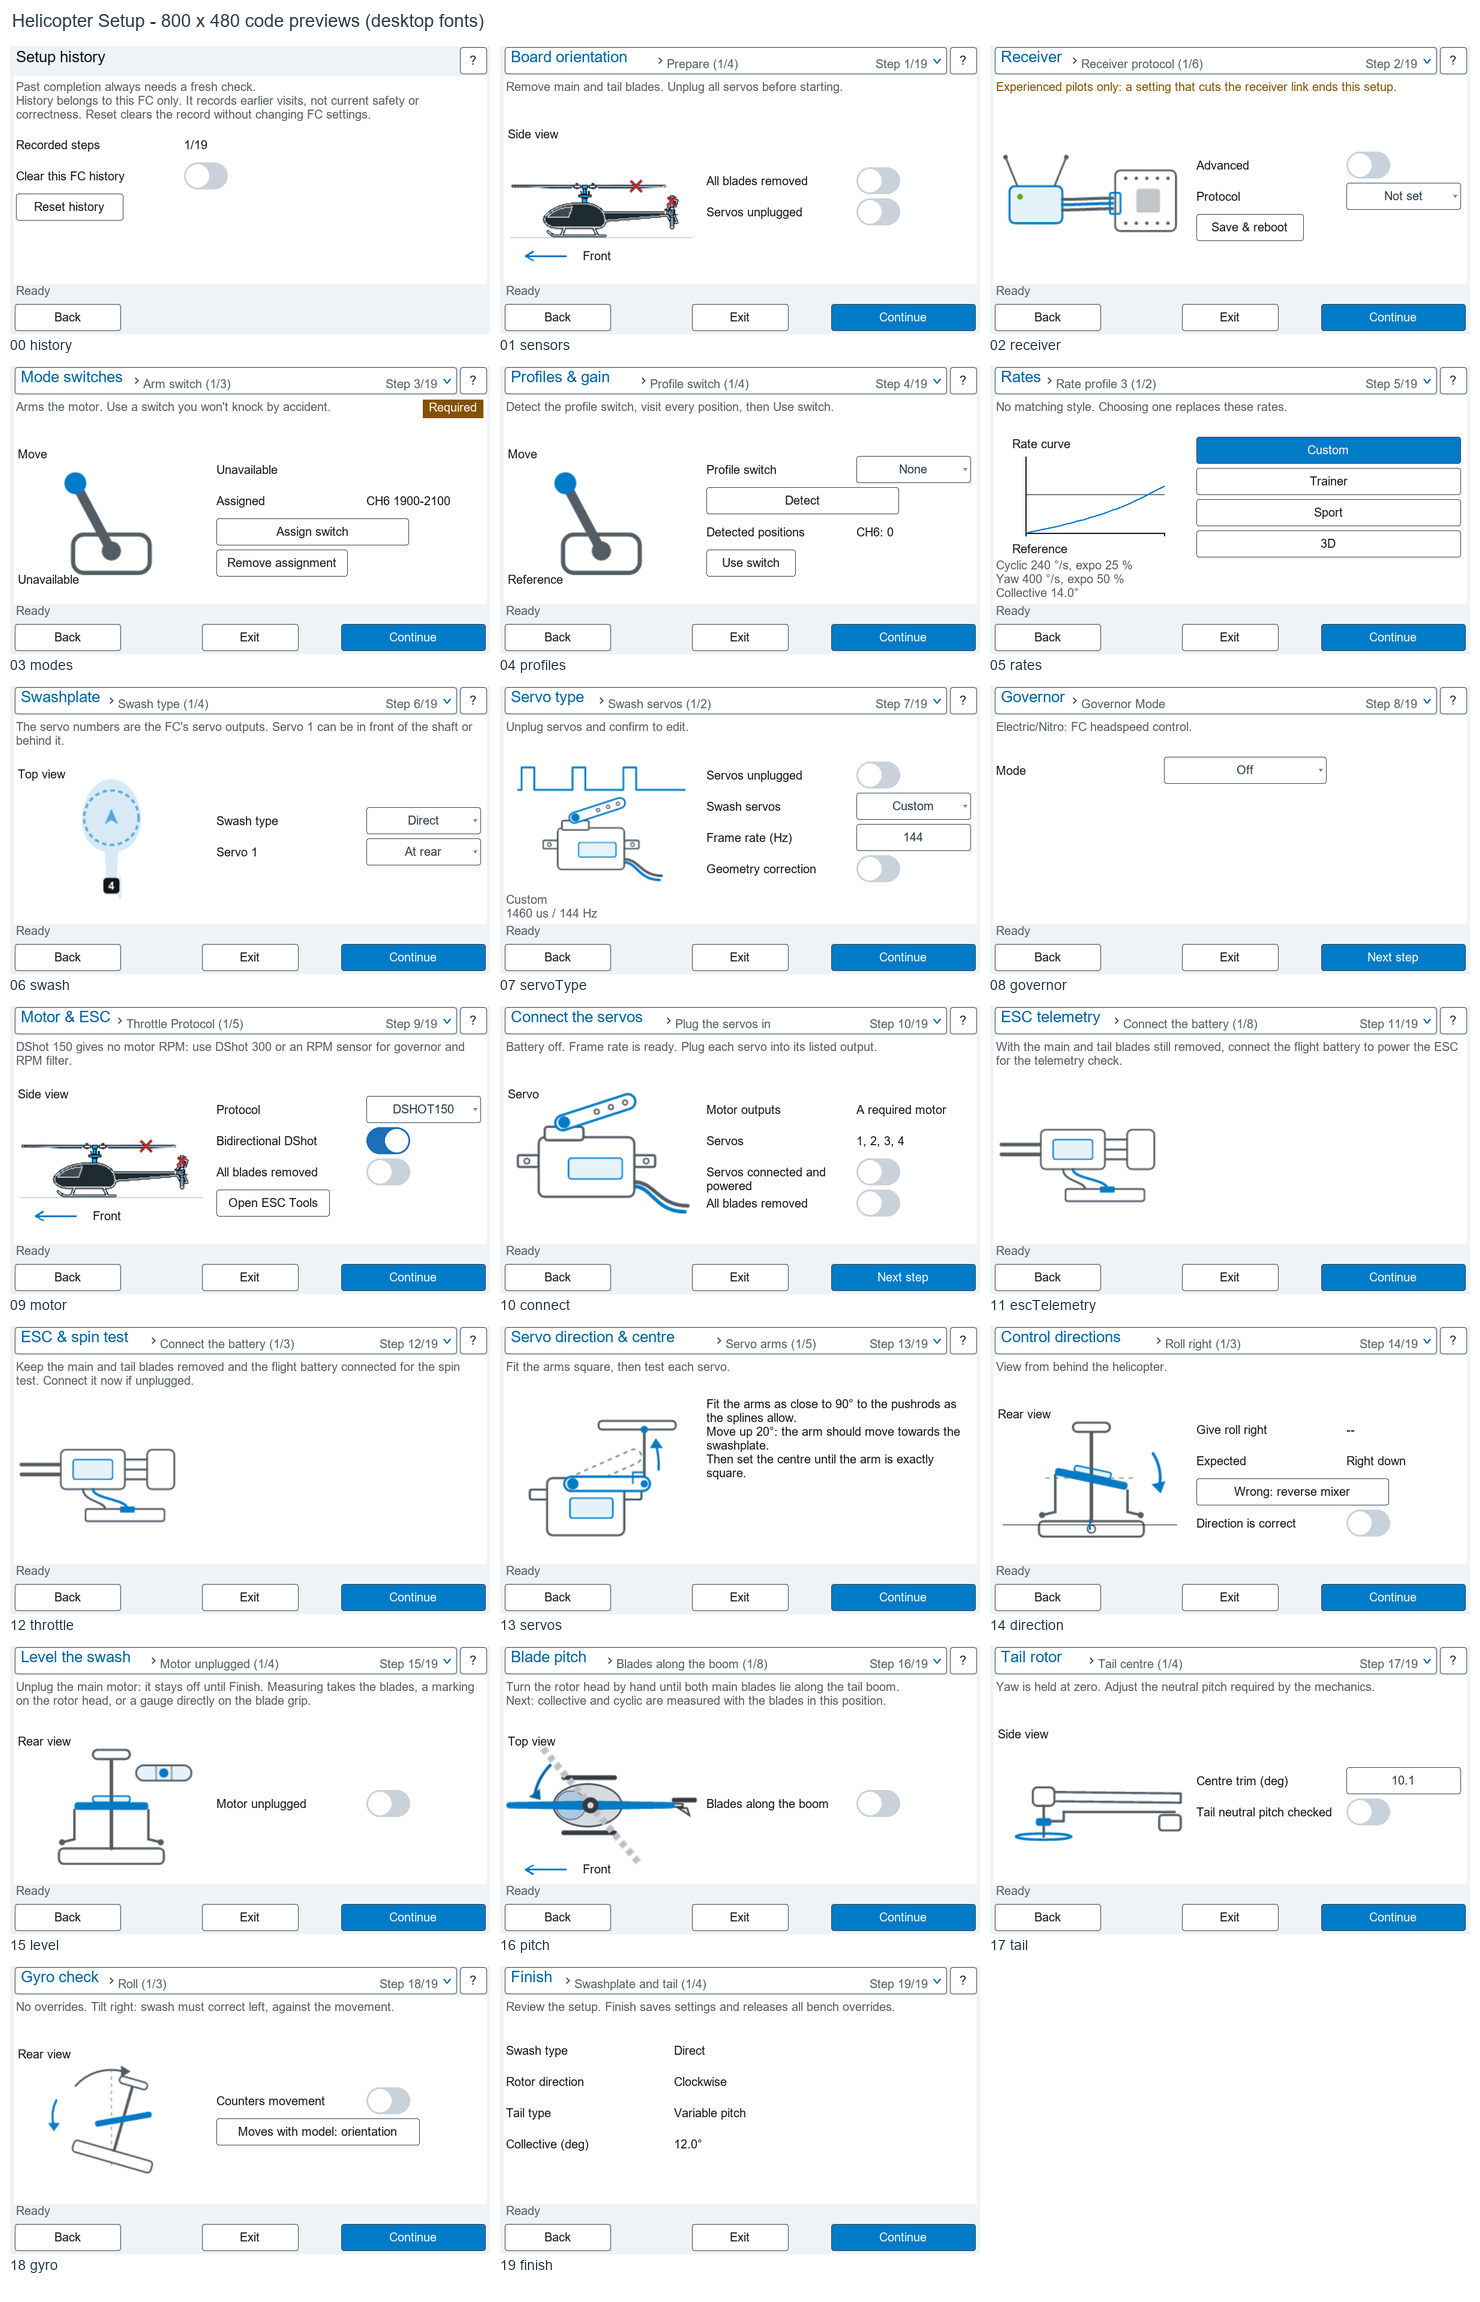 Helicopter Setup - 800 x 480 code previews (desktop fonts)
Setup history
?
Past completion always needs a fresh check.
History belongs to this FC only. It records earlier visits, not current safety or
correctness. Reset clears the record without changing FC settings.
Recorded steps 1/19
Clear this FC history
Reset history
Ready
Back
00 history
Board orientation > Prepare (1/4) Step 1/19 ?
Remove main and tail blades. Unplug all servos before starting.
Side view
All blades removed
Servos unplugged
Front
Ready
Back Exit Continue
01 sensors
Receiver > Receiver protocol (1/6) Step 2/19 ?
Experienced pilots only: a setting that cuts the receiver link ends this setup.
Advanced
Protocol Not set
Save & reboot
Ready
Back Exit Continue
02 receiver
Mode switches > Arm switch (1/3) Step 3/19 ?
Arms the motor. Use a switch you won't knock by accident. Required
Move
Unavailable
Assigned CH6 1900-2100
Assign switch
Remove assignment
Unavailable
Ready
Back Exit Continue
03 modes
Profiles & gain > Profile switch (1/4) Step 4/19 ?
Detect the profile switch, visit every position, then Use switch.
Move
Profile switch None
Detect
Detected positions CH6: 0
Use switch
Reference
Ready
Back Exit Continue
04 profiles
Rates > Rate profile 3 (1/2) Step 5/19 ?
No matching style. Choosing one replaces these rates.
Rate curve
Custom
Trainer
Sport
3D
Reference
Cyclic 240 °/s, expo 25 %
Yaw 400 °/s, expo 50 %
Collective 14.0°
Ready
Back Exit Continue
05 rates
Swashplate > Swash type (1/4) Step 6/19 ?
The servo numbers are the FC's servo outputs. Servo 1 can be in front of the shaft or
behind it.
Top view
Swash type Direct
Servo 1 At rear
4
Ready
Back Exit Continue
06 swash
Servo type > Swash servos (1/2) Step 7/19 ?
Unplug servos and confirm to edit.
Servos unplugged
Swash servos Custom
Frame rate (Hz) 144
Geometry correction
Custom
1460 us / 144 Hz
Ready
Back Exit Continue
07 servoType
Governor > Governor Mode Step 8/19 ?
Electric/Nitro: FC headspeed control.
Mode Off
Ready
Back Exit Next step
08 governor
Motor & ESC > Throttle Protocol (1/5) Step 9/19 ?
DShot 150 gives no motor RPM: use DShot 300 or an RPM sensor for governor and
RPM filter.
Side view
Protocol DSHOT150
Bidirectional DShot
All blades removed
Open ESC Tools
Front
Ready
Back Exit Continue
09 motor
Connect the servos > Plug the servos in Step 10/19 ?
Battery off. Frame rate is ready. Plug each servo into its listed output.
Servo
Motor outputs A required motor
Servos 1, 2, 3, 4
Servos connected and
powered
All blades removed
Ready
Back Exit Next step
10 connect
ESC telemetry > Connect the battery (1/8) Step 11/19 ?
With the main and tail blades still removed, connect the flight battery to power the ESC
for the telemetry check.
Ready
Back Exit Continue
11 escTelemetry
ESC & spin test > Connect the battery (1/3) Step 12/19 ?
Keep the main and tail blades removed and the flight battery connected for the spin
test. Connect it now if unplugged.
Ready
Back Exit Continue
12 throttle
Servo direction & centre > Servo arms (1/5) Step 13/19 ?
Fit the arms square, then test each servo.
Fit the arms as close to 90° to the pushrods as
the splines allow.
Move up 20°: the arm should move towards the
swashplate.
Then set the centre until the arm is exactly
square.
Ready
Back Exit Continue
13 servos
Control directions > Roll right (1/3) Step 14/19 ?
View from behind the helicopter.
Rear view
Give roll right --
Expected Right down
Wrong: reverse mixer
Direction is correct
Ready
Back Exit Continue
14 direction
Level the swash > Motor unplugged (1/4) Step 15/19 ?
Unplug the main motor: it stays off until Finish. Measuring takes the blades, a marking
on the rotor head, or a gauge directly on the blade grip.
Rear view
Motor unplugged
Ready
Back Exit Continue
15 level
Blade pitch > Blades along the boom (1/8) Step 16/19 ?
Turn the rotor head by hand until both main blades lie along the tail boom.
Next: collective and cyclic are measured with the blades in this position.
Top view
Blades along the boom
Front
Ready
Back Exit Continue
16 pitch
Tail rotor > Tail centre (1/4) Step 17/19 ?
Yaw is held at zero. Adjust the neutral pitch required by the mechanics.
Side view
Centre trim (deg) 10.1
Tail neutral pitch checked
Ready
Back Exit Continue
17 tail
Gyro check > Roll (1/3) Step 18/19 ?
No overrides. Tilt right: swash must correct left, against the movement.
Rear view
Counters movement
Moves with model: orientation
Ready
Back Exit Continue
18 gyro
Finish > Swashplate and tail (1/4) Step 19/19 ?
Review the setup. Finish saves settings and releases all bench overrides.
Swash type Direct
Rotor direction Clockwise
Tail type Variable pitch
Collective (deg) 12.0°
Ready
Back Exit Continue
19 finish